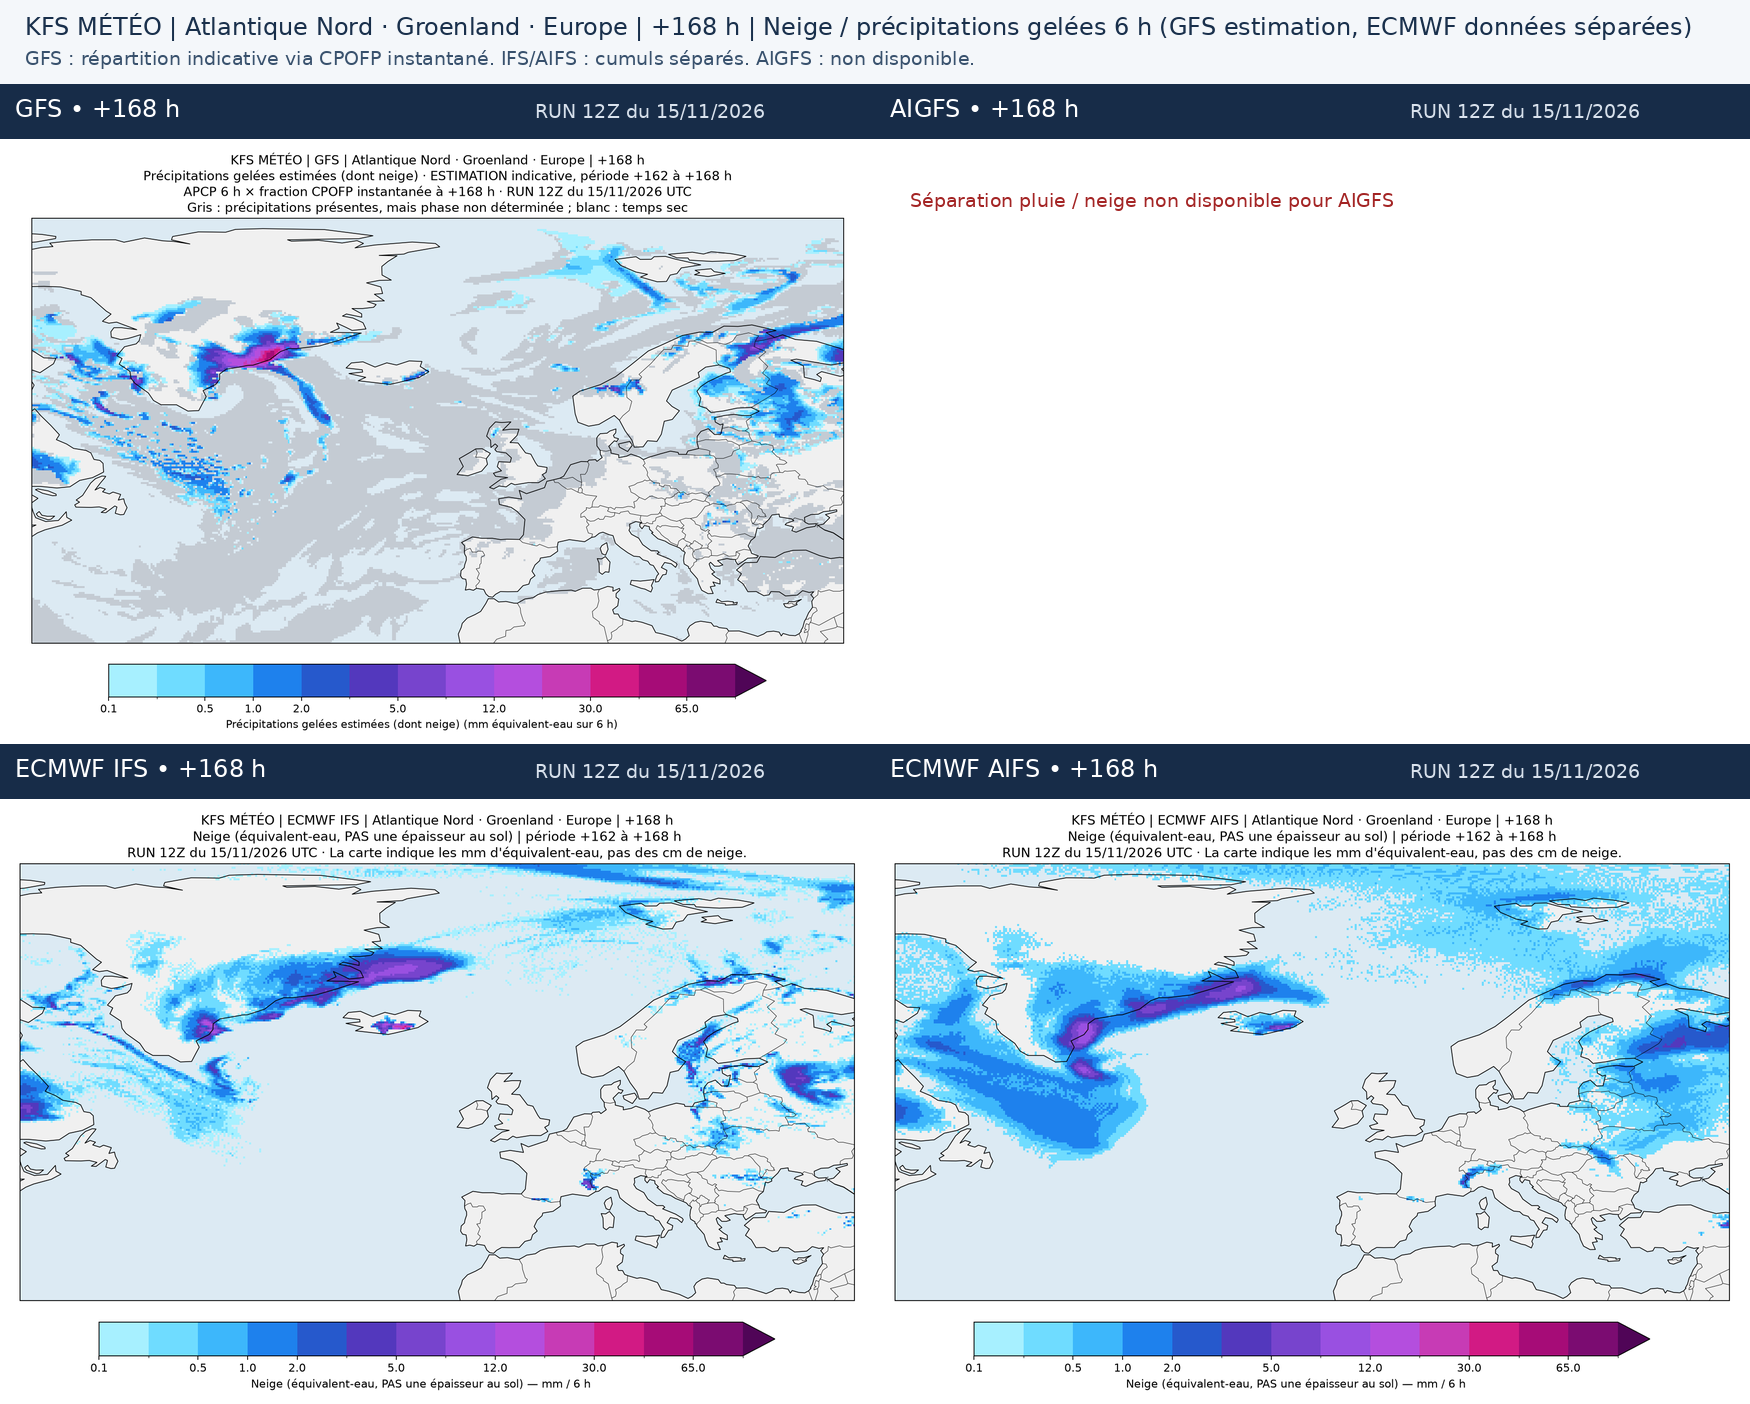 KFS MÉTÉO | Atlantique Nord · Groenland · Europe | +168 h | Neige / précipitations gelées 6 h (GFS estimation, ECMWF données séparées)
GFS : répartition indicative via CPOFP instantané. IFS/AIFS : cumuls séparés. AIGFS : non disponible.
GFS • +168 h
RUN 12Z du 15/11/2026
AIGFS • +168 h
RUN 12Z du 15/11/2026
KFS MÉTÉO | GFS | Atlantique Nord · Groenland · Europe | +168 h
Précipitations gelées estimées (dont neige) · ESTIMATION indicative, période +162 à +168 h
APCP 6 h × fraction CPOFP instantanée à +168 h · RUN 12Z du 15/11/2026 UTC
Gris : précipitations présentes, mais phase non déterminée ; blanc : temps sec
Séparation pluie / neige non disponible pour AIGFS
0.1 0.5 1.0 2.0 5.0 12.0 30.0 65.0
Précipitations gelées estimées (dont neige) (mm équivalent-eau sur 6 h)
ECMWF IFS • +168 h
RUN 12Z du 15/11/2026
ECMWF AIFS • +168 h
RUN 12Z du 15/11/2026
KFS MÉTÉO | ECMWF IFS | Atlantique Nord · Groenland · Europe | +168 h
Neige (équivalent-eau, PAS une épaisseur au sol) | période +162 à +168 h
RUN 12Z du 15/11/2026 UTC · La carte indique les mm d'équivalent-eau, pas des cm de neige.
KFS MÉTÉO | ECMWF AIFS | Atlantique Nord · Groenland · Europe | +168 h
Neige (équivalent-eau, PAS une épaisseur au sol) | période +162 à +168 h
RUN 12Z du 15/11/2026 UTC · La carte indique les mm d'équivalent-eau, pas des cm de neige.
0.1 0.5 1.0 2.0 5.0 12.0 30.0 65.0
Neige (équivalent-eau, PAS une épaisseur au sol) — mm / 6 h
0.1 0.5 1.0 2.0 5.0 12.0 30.0 65.0
Neige (équivalent-eau, PAS une épaisseur au sol) — mm / 6 h